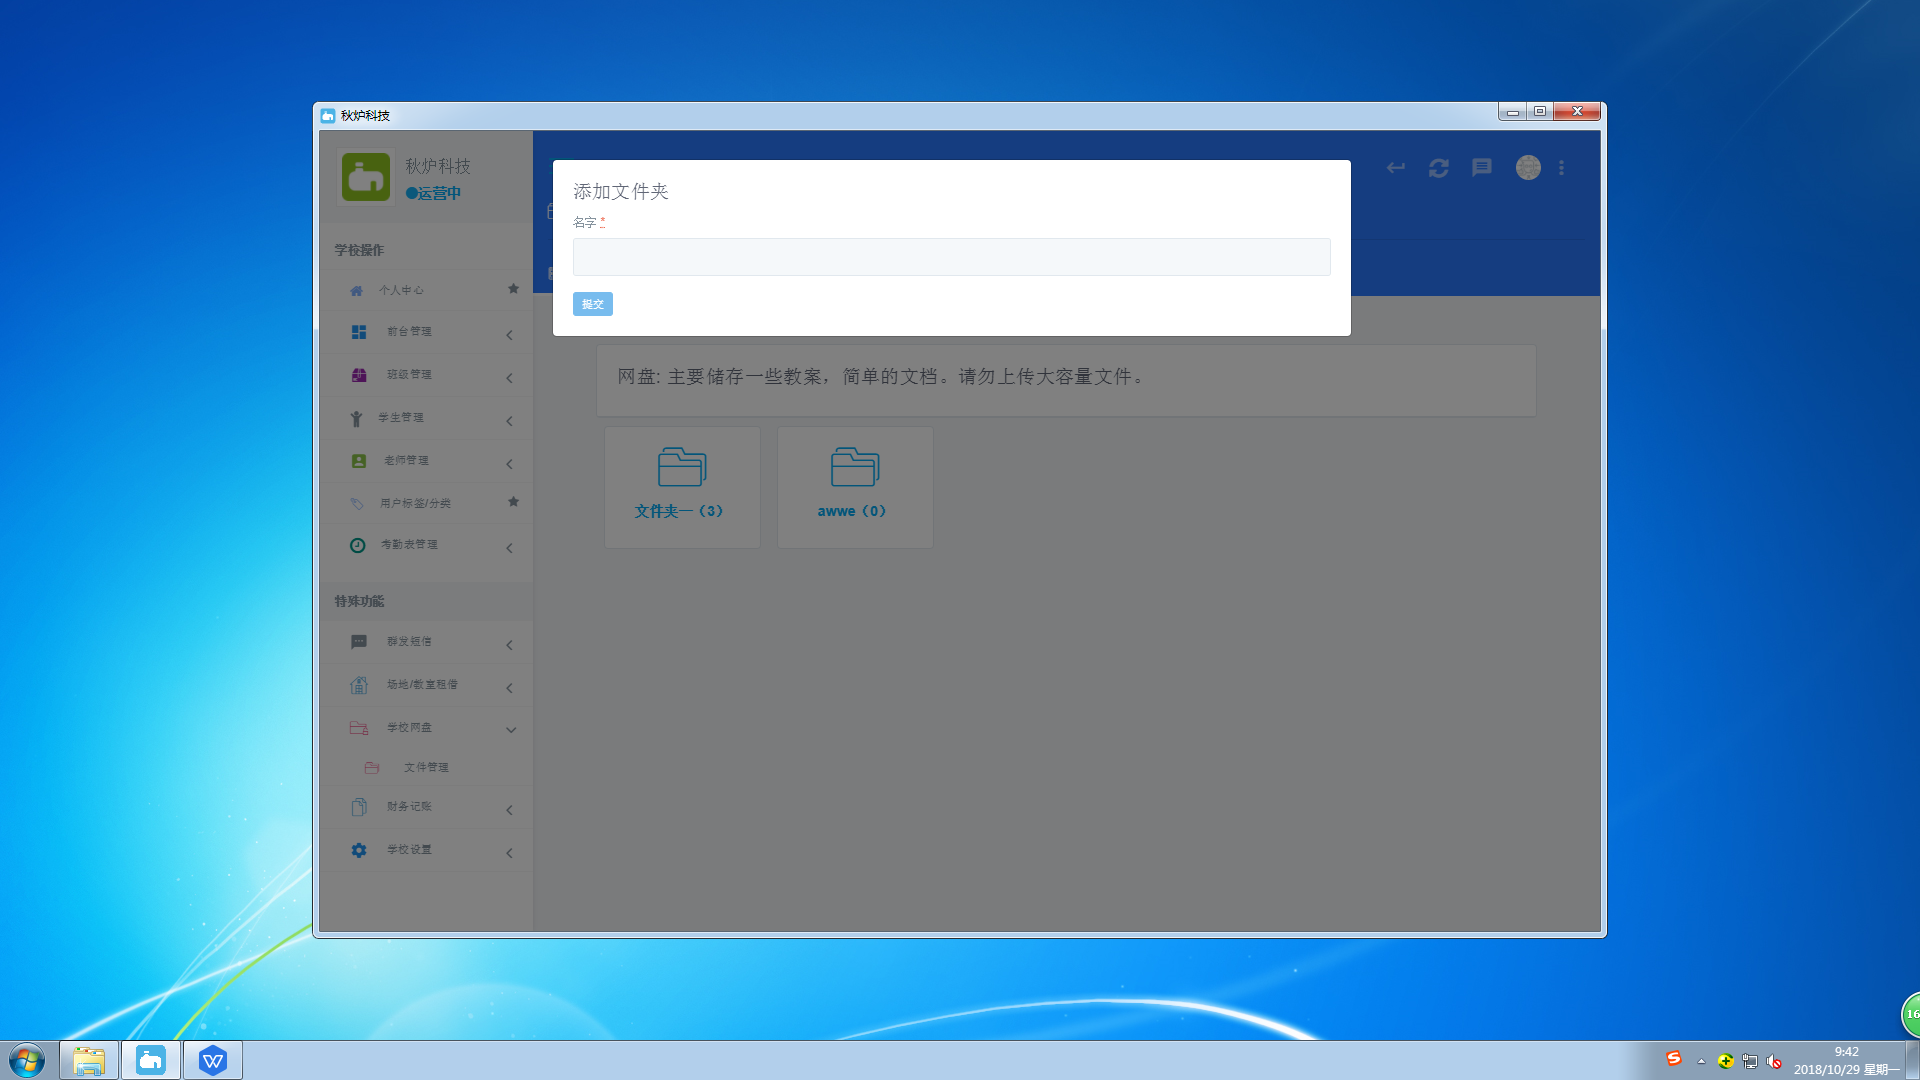 秋炉科技
秋炉科技
运营中
添加文件夹
名字 *
提交
学校操作
个人中心
前台管理
班级管理
学生管理
老师管理
用户标签/分类
考勤表管理
特殊功能
群发短信
场地/教室租借
学校网盘
文件管理
财务记账
学校设置
网盘: 主要储存一些教案，简单的文档。请勿上传大容量文件。
文件夹一（3）
awwe（0）
16
9:42
2018/10/29 星期一